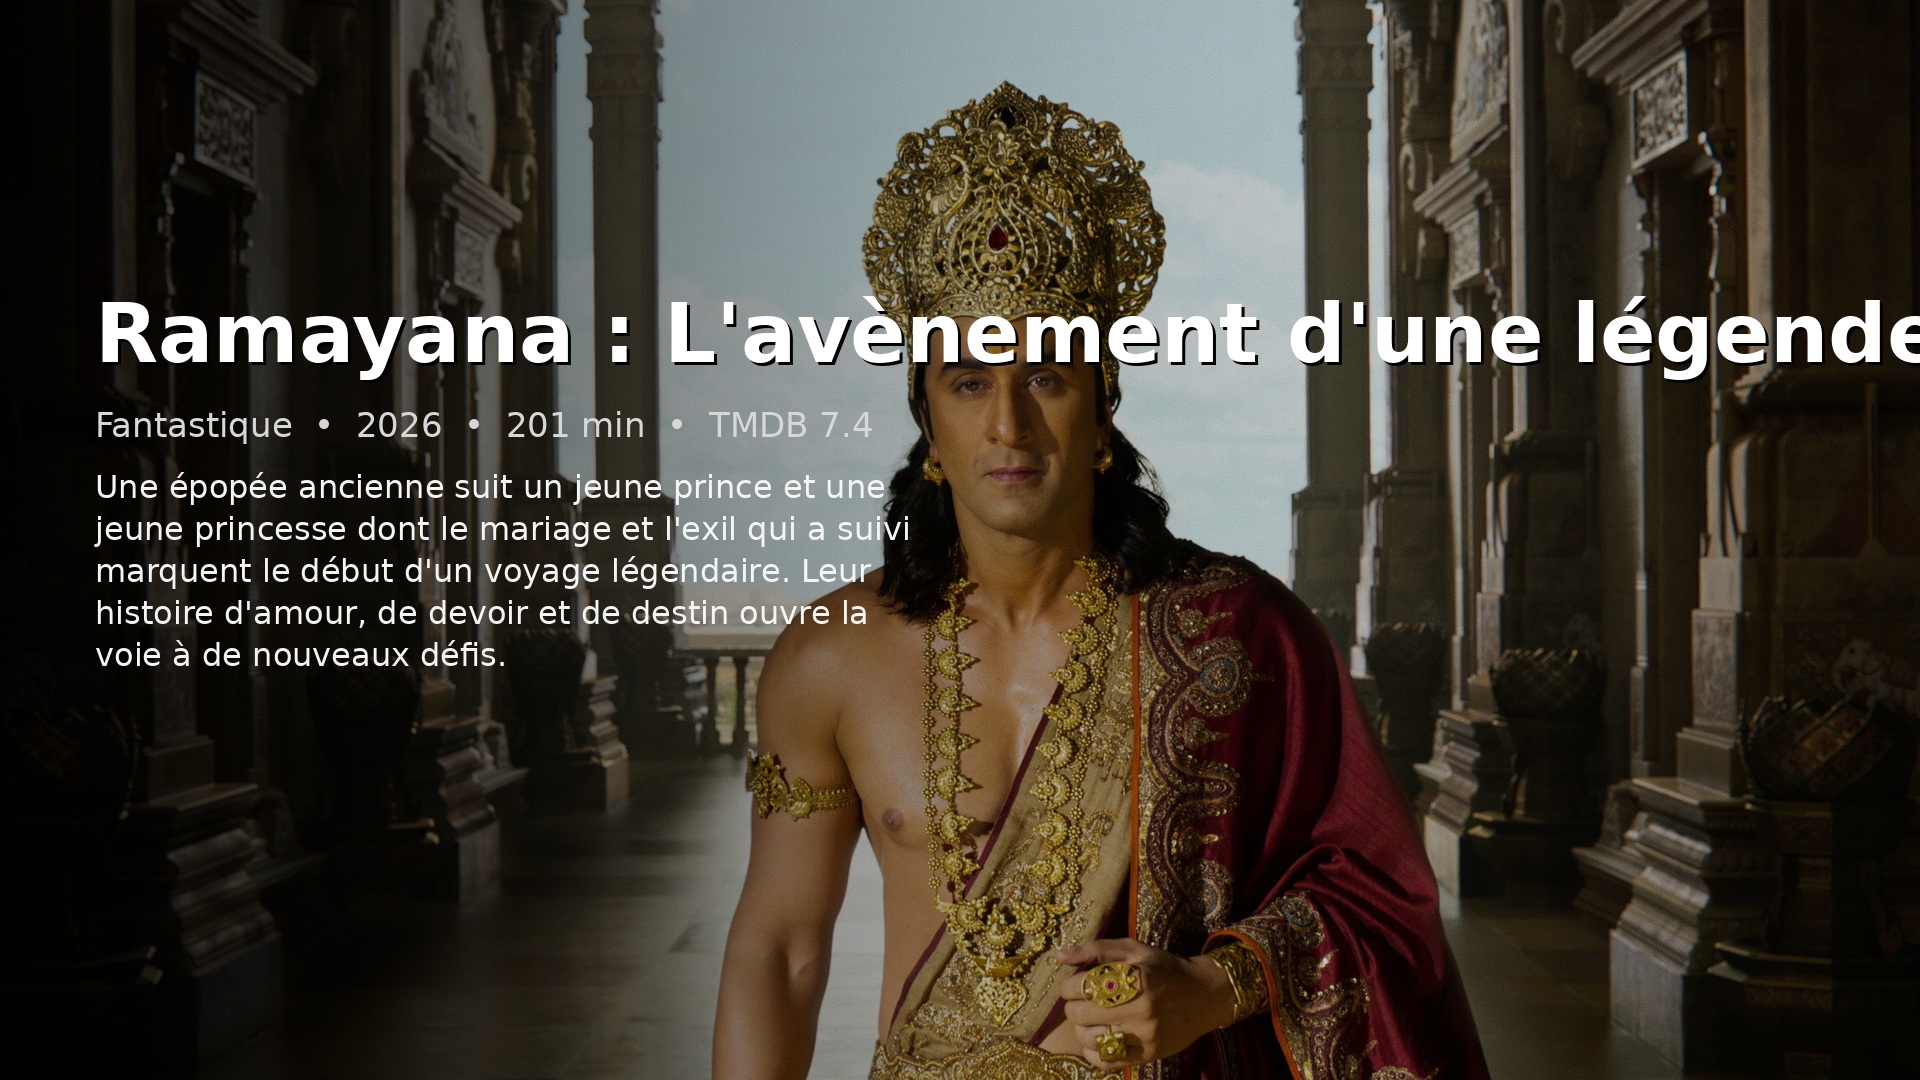 Ramayana : L'avènement d'une légende
Fantastique • 2026 • 201 min • TMDB 7.4
Une épopée ancienne suit un jeune prince et une
jeune princesse dont le mariage et l'exil qui a suivi
marquent le début d'un voyage légendaire. Leur
histoire d'amour, de devoir et de destin ouvre la
voie à de nouveaux défis.